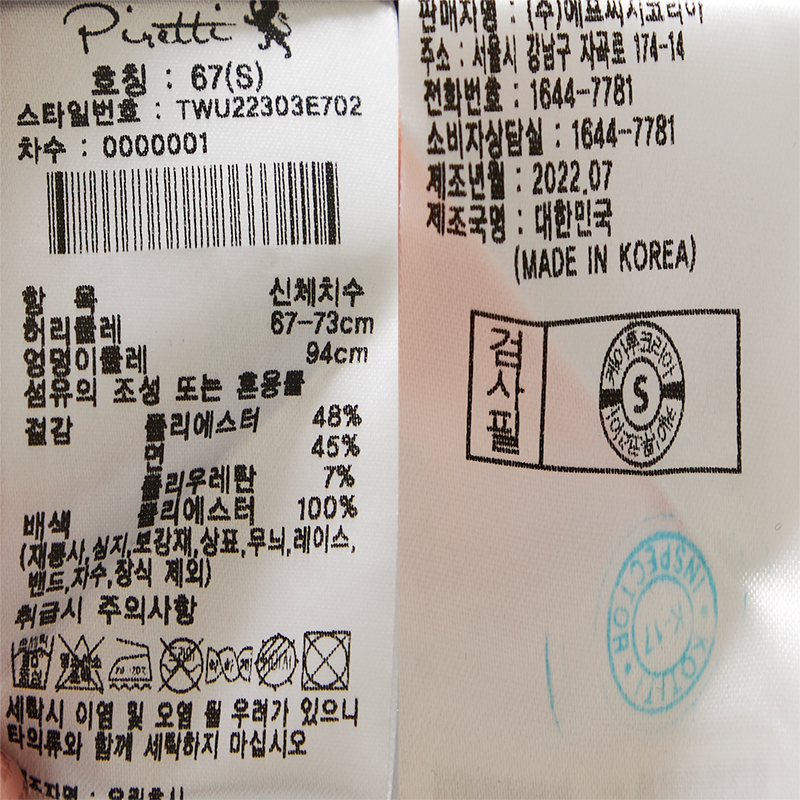 Piretti
호칭 : 67(S)
스타일번호 : TWU22303E702
차수 : 0000001
항 목 신체치수
허리둘레 67-73cm
엉덩이둘레 94cm
섬유의 조성 또는 혼용률
겉감 폴리에스터 48%
면 45%
폴리우레탄 7%
배색 폴리에스터 100%
(재봉사,심지,보강재,상표,무늬,레이스,
밴드,자수,장식 제외)
취급시 주의사항
세탁시 이염 및 오염 될 우려가 있으니
타의류와 함께 세탁하지 마십시오
판매자명 : (주)
주소 : 서울시 강남구 자곡로 174-14
전화번호 : 1644-7781
소비자상담실 : 1644-7781
제조년월 : 2022.07
제조국명 : 대한민국
(MADE IN KOREA)
검사필
S
INSPECTOR
K-17
KOTITI